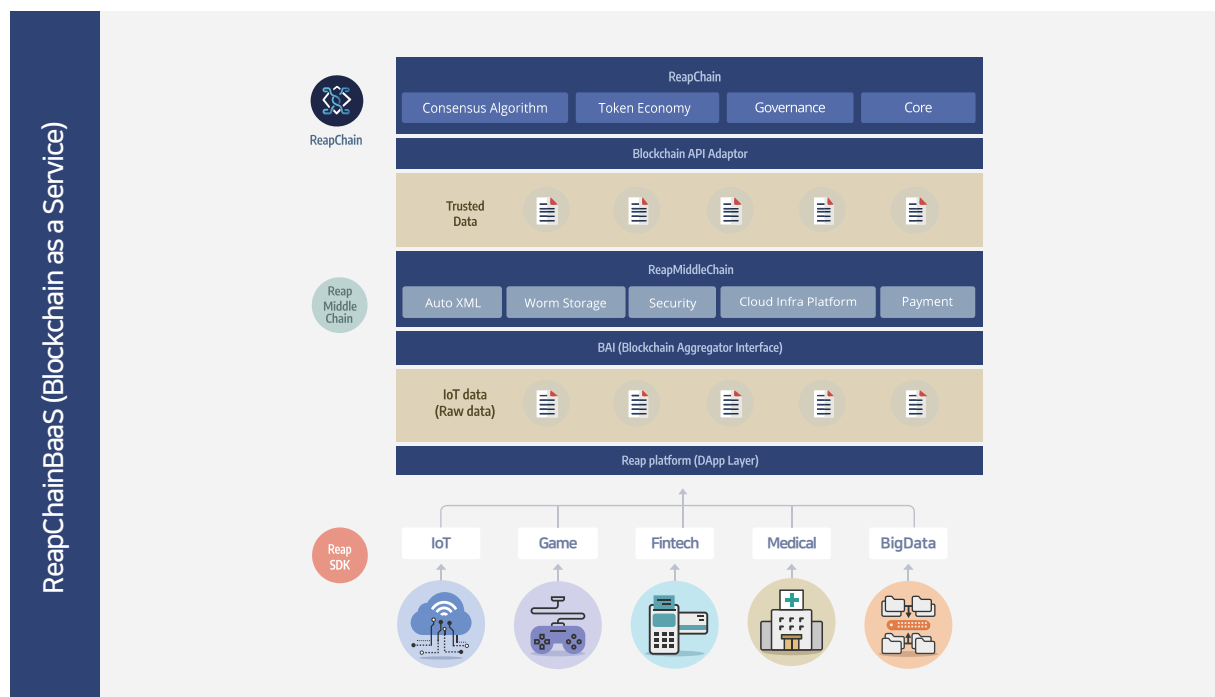 ReapChainBaaS (Blockchain as a Service)
ReapChain
ReapChain
Consensus Algorithm
Token Economy
Governance
Core
Blockchain API Adaptor
Trusted
Data
Reap
Middle
Chain
ReapMiddleChain
Auto XML
Worm Storage
Security
Cloud Infra Platform
Payment
BAI (Blockchain Aggregator Interface)
IoT data
(Raw data)
Reap platform (DApp Layer)
Reap
SDK
IoT
Game
Fintech
Medical
BigData